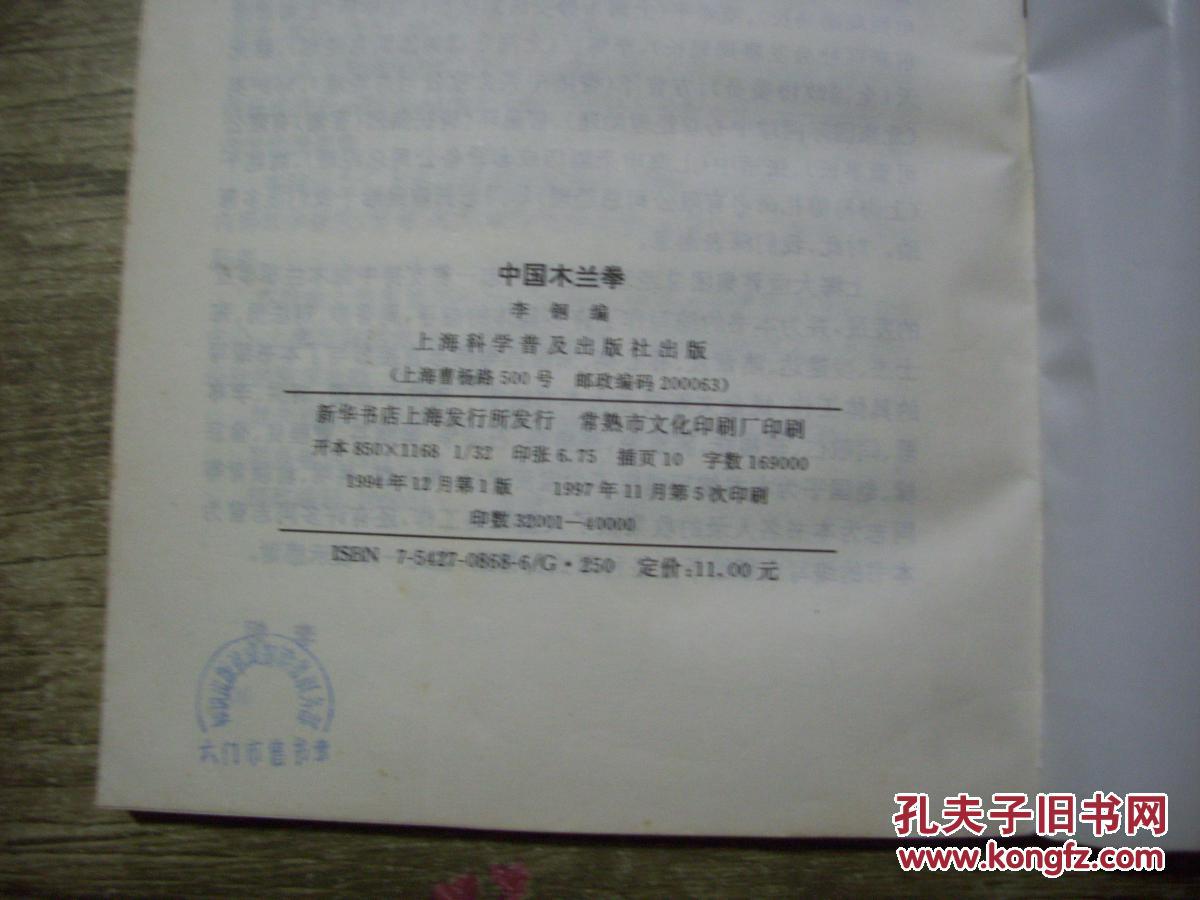 中国木兰拳
李 钢 编
上海科学普及出版社出版
(上海曹杨路 500 号 邮政编码 200063)
新华书店上海发行所发行 常熟市文化印刷厂印刷
开本 850×1168 1/32 印张 6.75 插页 10 字数 169000
1994 年 12 月第 1 版 1997 年 11 月第 5 次印刷
印数 32001—40000
ISBN 7-5427-0868-6/G·250 定价:11.00 元
孔夫子旧书网
www.kongfz.com